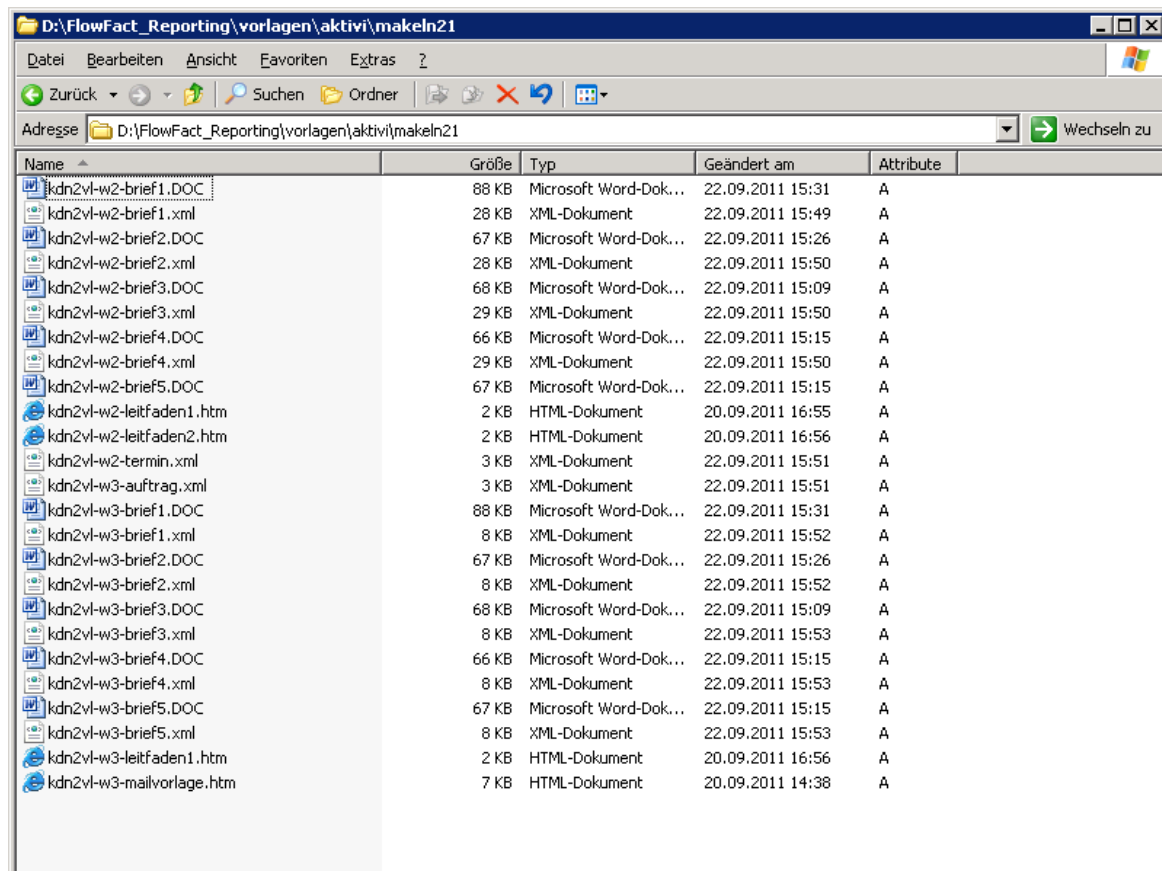 D:\FlowFact_Reporting\vorlagen\aktivi\makeln21
Datei Bearbeiten Ansicht Favoriten Extras ?
Zurück Suchen Ordner
Adresse D:\FlowFact_Reporting\vorlagen\aktivi\makeln21 Wechseln zu
Name Größe Typ Geändert am Attribute
kdn2vl-w2-brief1.DOC 88 KB Microsoft Word-Dok... 22.09.2011 15:31 A
kdn2vl-w2-brief1.xml 28 KB XML-Dokument 22.09.2011 15:49 A
kdn2vl-w2-brief2.DOC 67 KB Microsoft Word-Dok... 22.09.2011 15:26 A
kdn2vl-w2-brief2.xml 28 KB XML-Dokument 22.09.2011 15:50 A
kdn2vl-w2-brief3.DOC 68 KB Microsoft Word-Dok... 22.09.2011 15:09 A
kdn2vl-w2-brief3.xml 29 KB XML-Dokument 22.09.2011 15:50 A
kdn2vl-w2-brief4.DOC 66 KB Microsoft Word-Dok... 22.09.2011 15:15 A
kdn2vl-w2-brief4.xml 29 KB XML-Dokument 22.09.2011 15:50 A
kdn2vl-w2-brief5.DOC 67 KB Microsoft Word-Dok... 22.09.2011 15:15 A
kdn2vl-w2-leitfaden1.htm 2 KB HTML-Dokument 20.09.2011 16:55 A
kdn2vl-w2-leitfaden2.htm 2 KB HTML-Dokument 20.09.2011 16:56 A
kdn2vl-w2-termin.xml 3 KB XML-Dokument 22.09.2011 15:51 A
kdn2vl-w3-auftrag.xml 3 KB XML-Dokument 22.09.2011 15:51 A
kdn2vl-w3-brief1.DOC 88 KB Microsoft Word-Dok... 22.09.2011 15:31 A
kdn2vl-w3-brief1.xml 8 KB XML-Dokument 22.09.2011 15:52 A
kdn2vl-w3-brief2.DOC 67 KB Microsoft Word-Dok... 22.09.2011 15:26 A
kdn2vl-w3-brief2.xml 8 KB XML-Dokument 22.09.2011 15:52 A
kdn2vl-w3-brief3.DOC 68 KB Microsoft Word-Dok... 22.09.2011 15:09 A
kdn2vl-w3-brief3.xml 8 KB XML-Dokument 22.09.2011 15:53 A
kdn2vl-w3-brief4.DOC 66 KB Microsoft Word-Dok... 22.09.2011 15:15 A
kdn2vl-w3-brief4.xml 8 KB XML-Dokument 22.09.2011 15:53 A
kdn2vl-w3-brief5.DOC 67 KB Microsoft Word-Dok... 22.09.2011 15:15 A
kdn2vl-w3-brief5.xml 8 KB XML-Dokument 22.09.2011 15:53 A
kdn2vl-w3-leitfaden1.htm 2 KB HTML-Dokument 20.09.2011 16:56 A
kdn2vl-w3-mailvorlage.htm 7 KB HTML-Dokument 20.09.2011 14:38 A